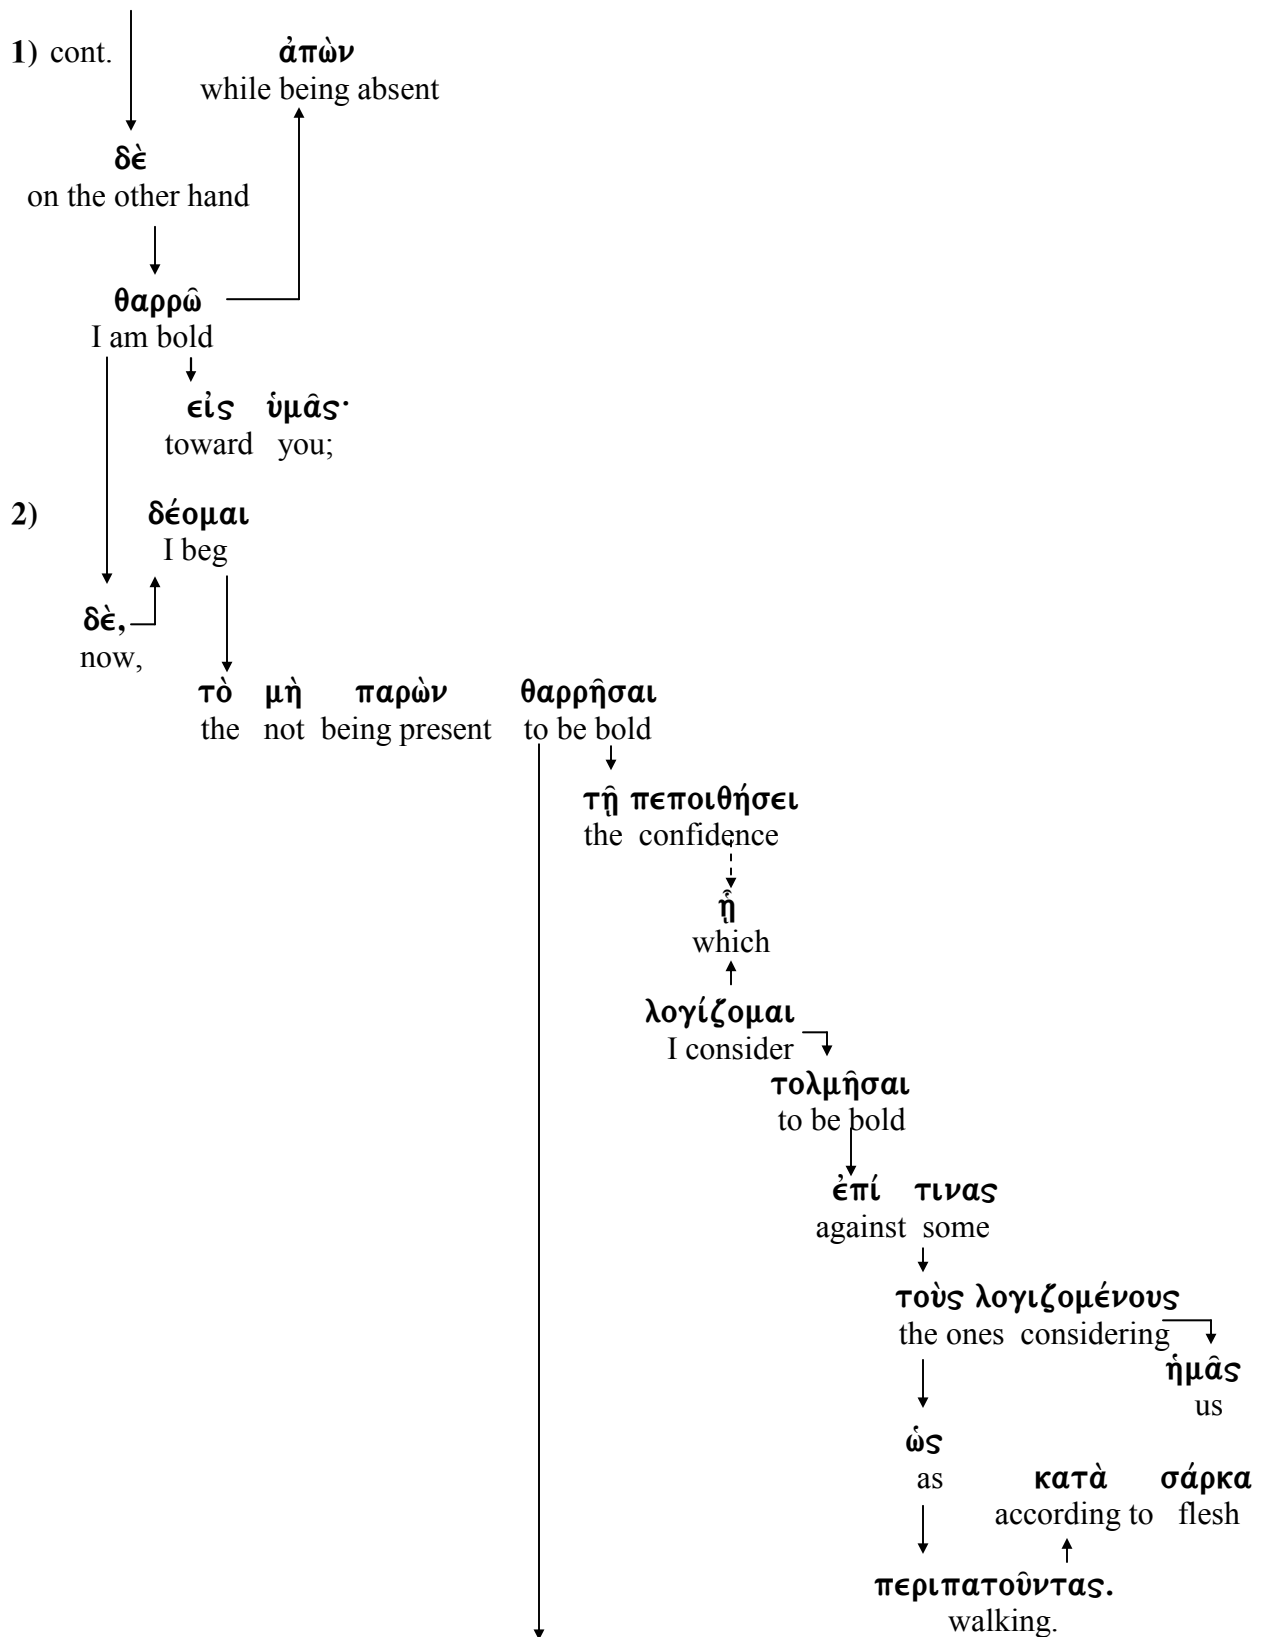 1) cont.
ἀπὼν
while being absent
δὲ
on the other hand
θαρρῶ
I am bold
εἰς ὑμᾶς·
toward you;
2) δέομαι
I beg
δὲ,
now,
τὸ μὴ παρὼν θαρρῆσαι
the not being present to be bold
τῇ πεποιθήσει
the confidence
ᾗ
which
λογίζομαι
I consider
τολμῆσαι
to be bold
ἐπί τινας
against some
τοὺς λογιζομένους
the ones considering
ἡμᾶς
us
ὡς
as
κατὰ σάρκα
according to flesh
περιπατοῦντας.
walking.